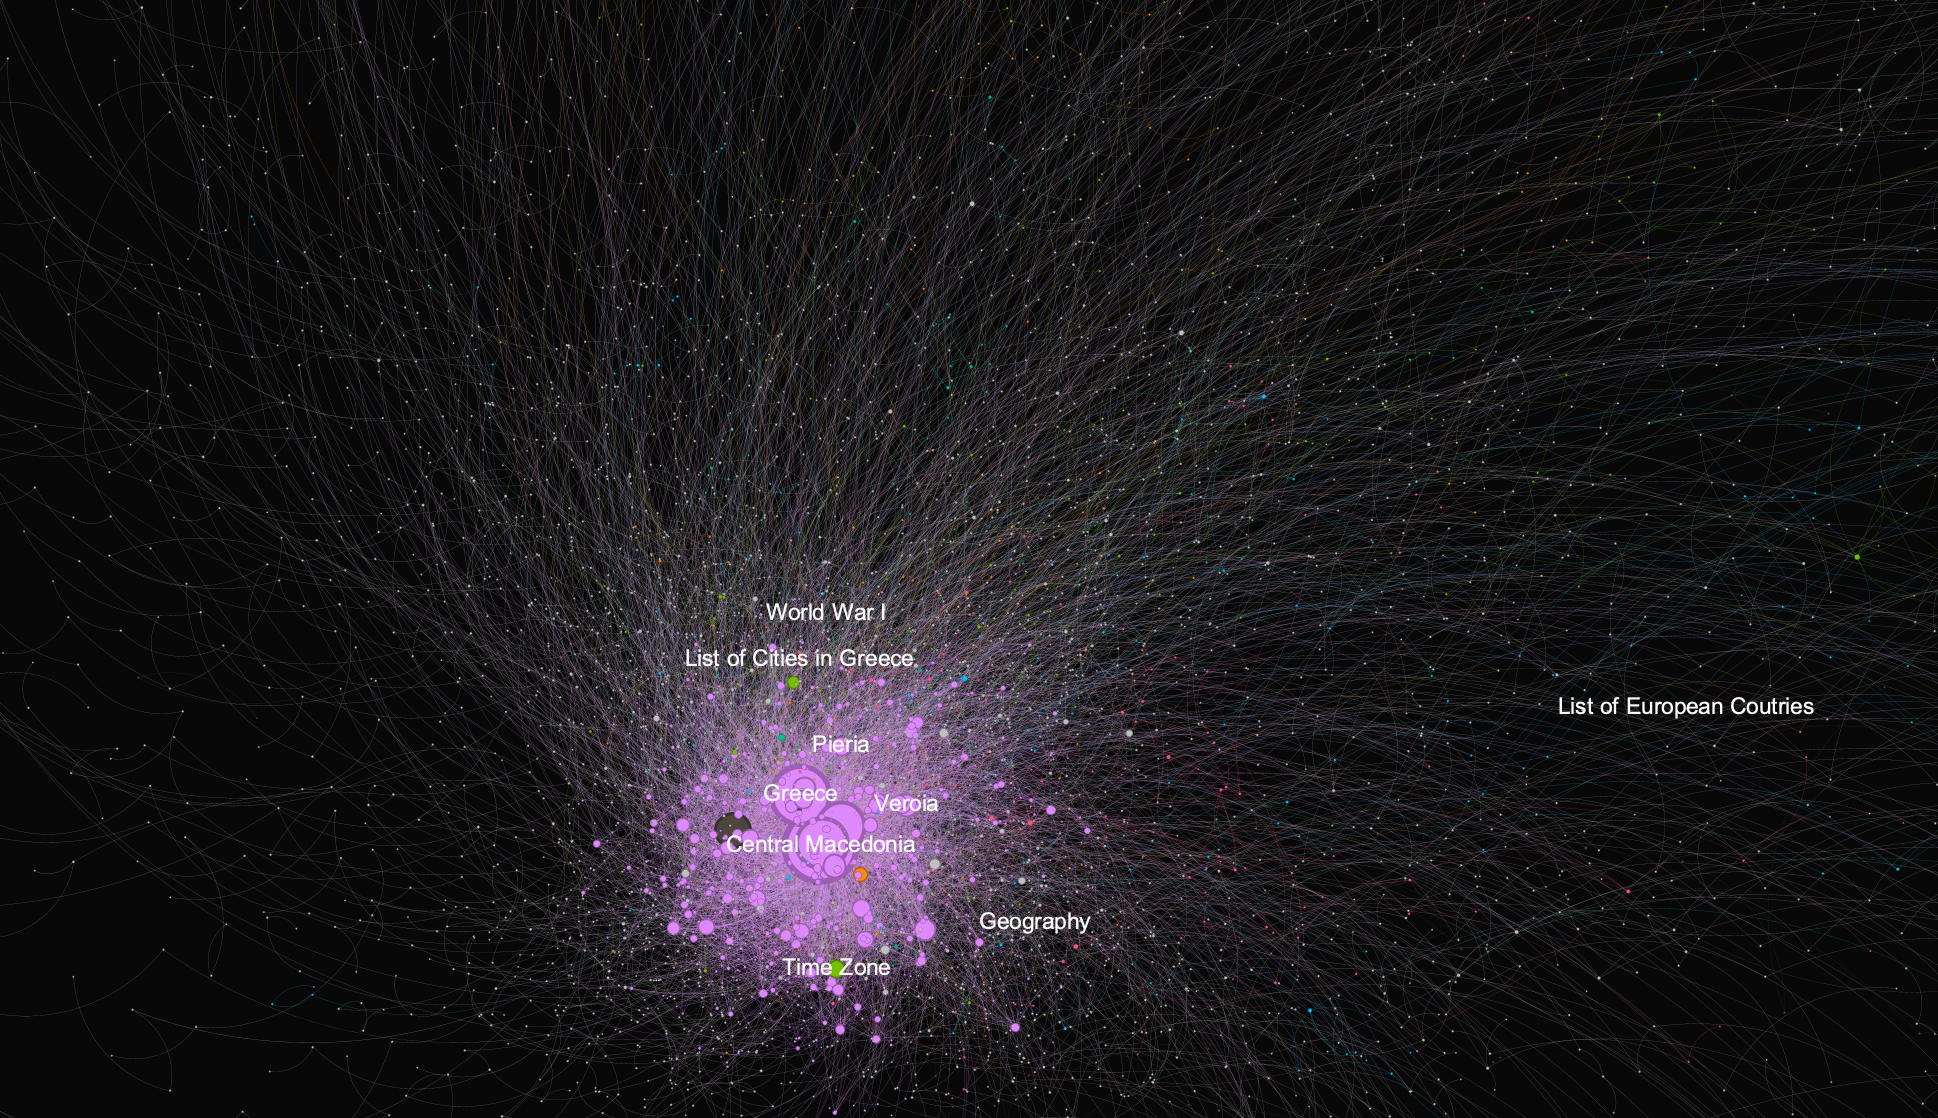 World War I
List of Cities in Greece
List of European Coutries
Pieria
Greece
Veroia
Central Macedonia
Geography
Time Zone